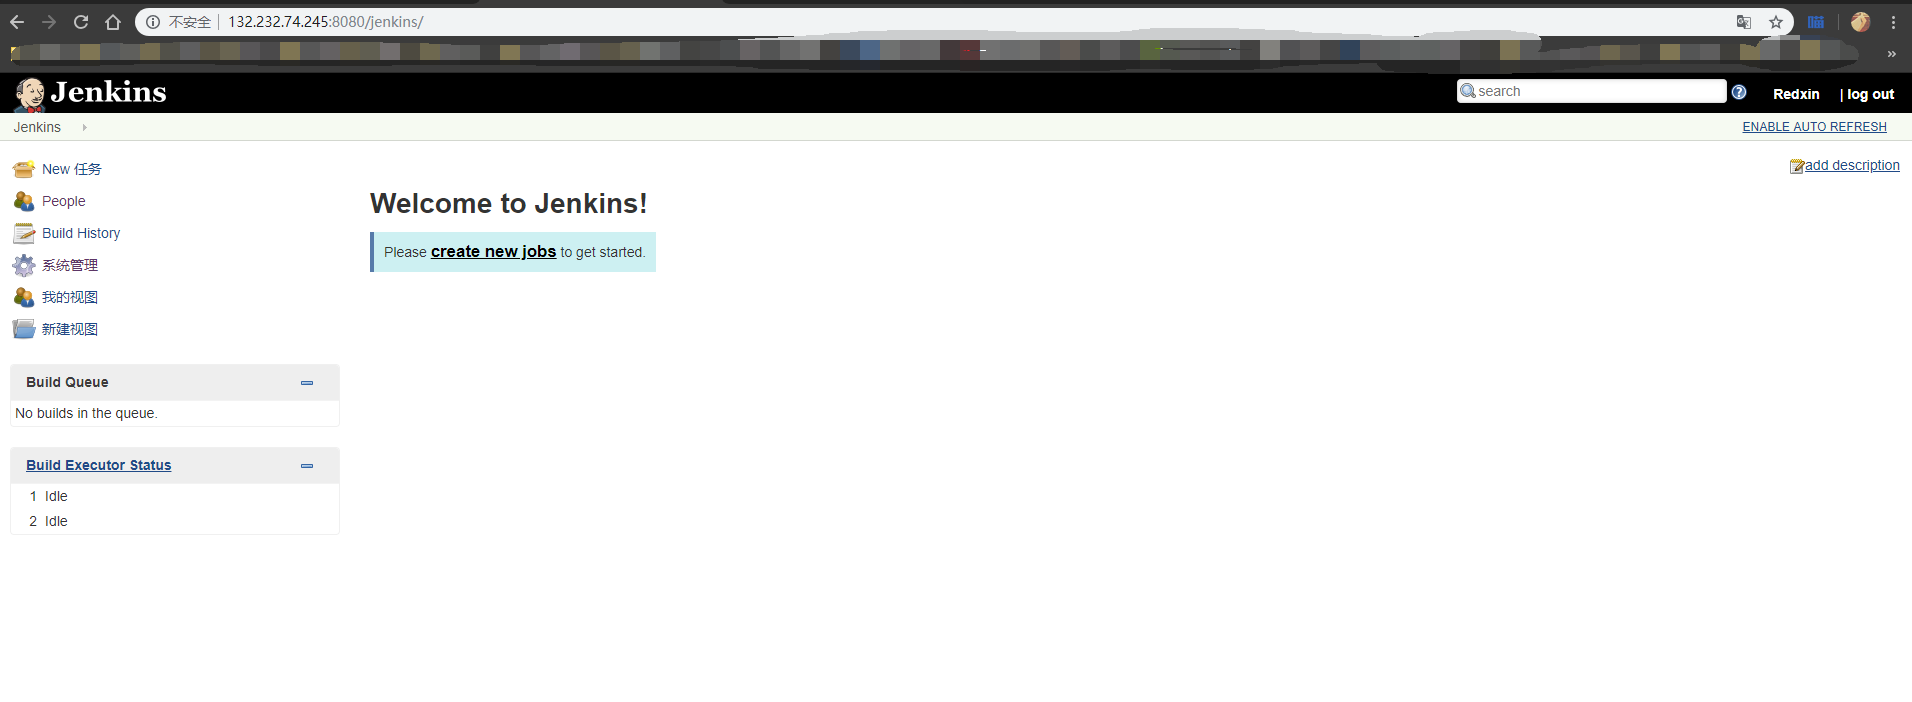 不安全 132.232.74.245:8080/jenkins/
»
Jenkins
search
Redxin | log out
Jenkins
ENABLE AUTO REFRESH
New 任务
People
Build History
系统管理
我的视图
新建视图
add description
Welcome to Jenkins!
Please create new jobs to get started.
Build Queue
No builds in the queue.
Build Executor Status
1 Idle
2 Idle